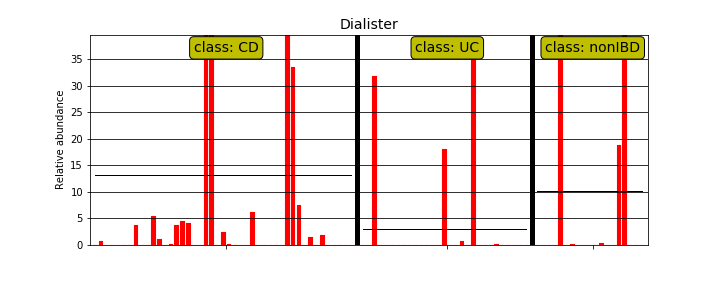 Dialister
class: CD
class: UC
class: nonIBD
Relative abundance
35
30
25
20
15
10
5
0